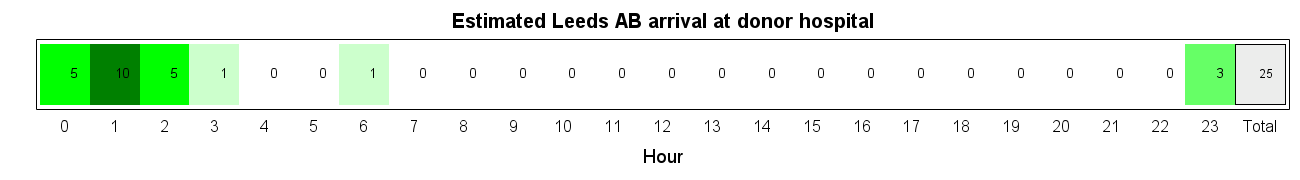 Estimated Leeds AB arrival at donor hospital
5 10 5 1 0 0 1 0 0 0 0 0 0 0 0 0 0 0 0 0 0 0 0 3 25
0 1 2 3 4 5 6 7 8 9 10 11 12 13 14 15 16 17 18 19 20 21 22 23 Total
Hour